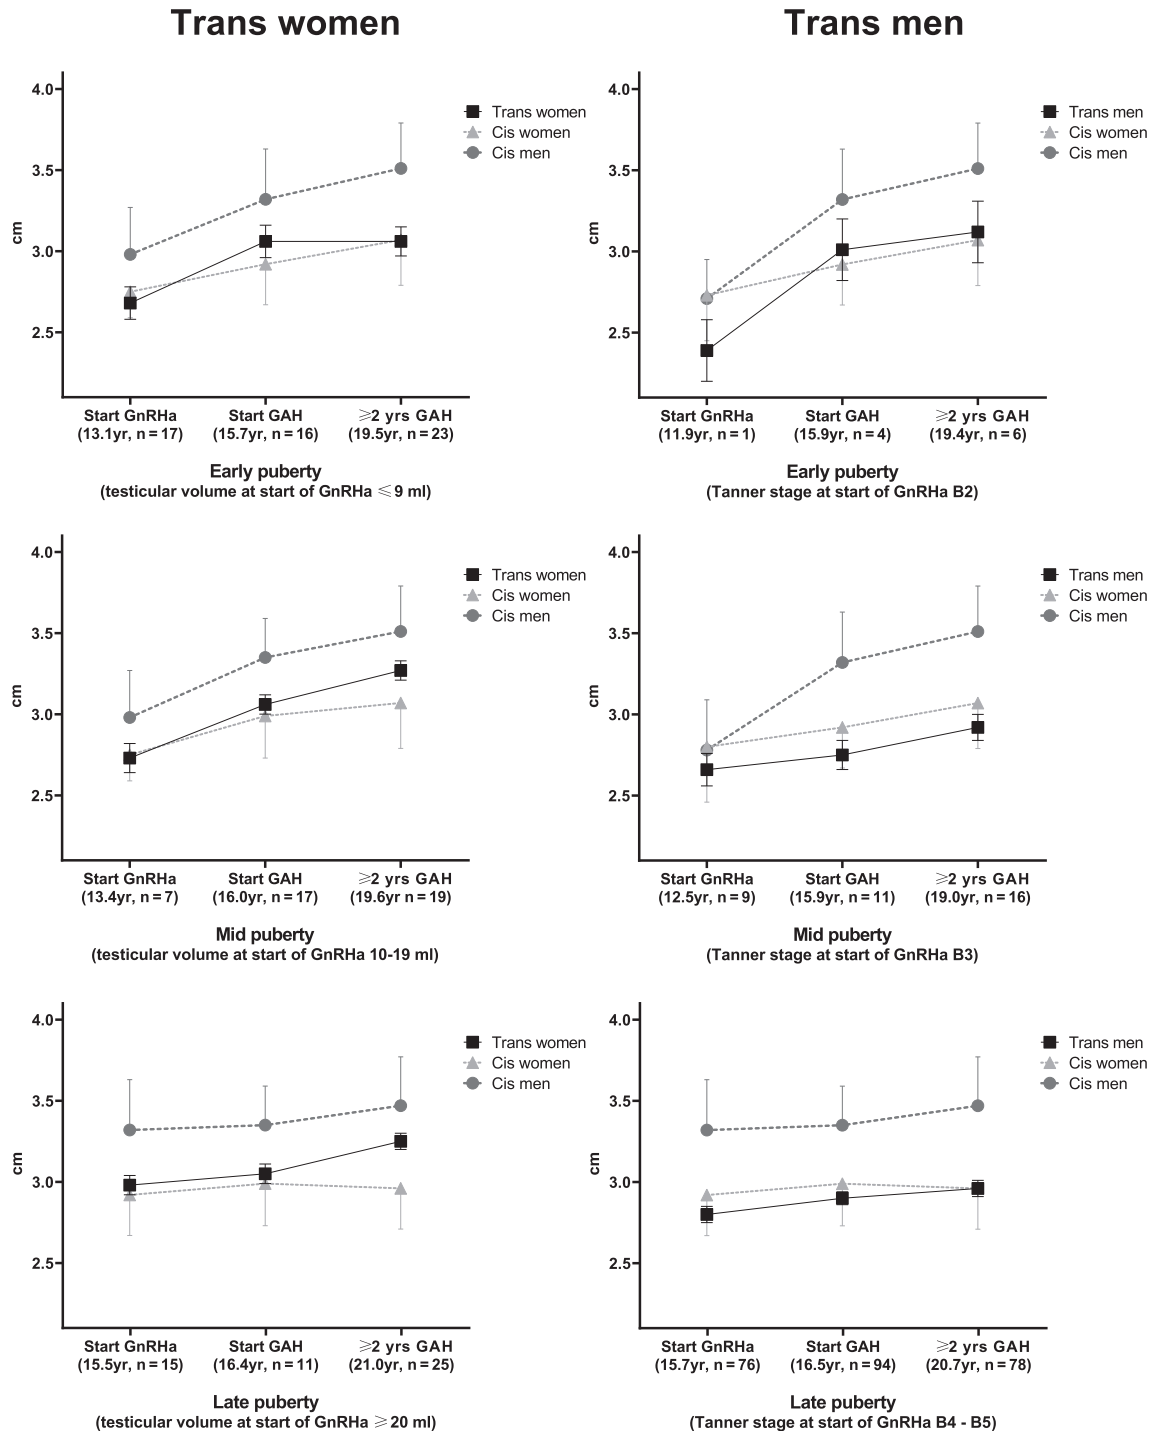 Trans women
Trans men
4.0
3.5
3.0
2.5
cm
Trans women
Cis women
Cis men
Start GnRHa
(13.1yr, n = 17)
Start GAH
(15.7yr, n = 16)
⩾2 yrs GAH
(19.5yr, n = 23)
Early puberty
(testicular volume at start of GnRHa ⩽ 9 ml)
4.0
3.5
3.0
2.5
cm
Trans men
Cis women
Cis men
Start GnRHa
(11.9yr, n = 1)
Start GAH
(15.9yr, n = 4)
⩾2 yrs GAH
(19.4yr, n = 6)
Early puberty
(Tanner stage at start of GnRHa B2)
4.0
3.5
3.0
2.5
cm
Trans women
Cis women
Cis men
Start GnRHa
(13.4yr, n = 7)
Start GAH
(16.0yr, n = 17)
⩾2 yrs GAH
(19.6yr n = 19)
Mid puberty
(testicular volume at start of GnRHa 10-19 ml)
4.0
3.5
3.0
2.5
cm
Trans men
Cis women
Cis men
Start GnRHa
(12.5yr, n = 9)
Start GAH
(15.9yr, n = 11)
⩾2 yrs GAH
(19.0yr, n = 16)
Mid puberty
(Tanner stage at start of GnRHa B3)
4.0
3.5
3.0
2.5
cm
Trans women
Cis women
Cis men
Start GnRHa
(15.5yr, n = 15)
Start GAH
(16.4yr, n = 11)
⩾2 yrs GAH
(21.0yr, n = 25)
Late puberty
(testicular volume at start of GnRHa ⩾ 20 ml)
4.0
3.5
3.0
2.5
cm
Trans men
Cis women
Cis men
Start GnRHa
(15.7yr, n = 76)
Start GAH
(16.5yr, n = 94)
⩾2 yrs GAH
(20.7yr, n = 78)
Late puberty
(Tanner stage at start of GnRHa B4 - B5)